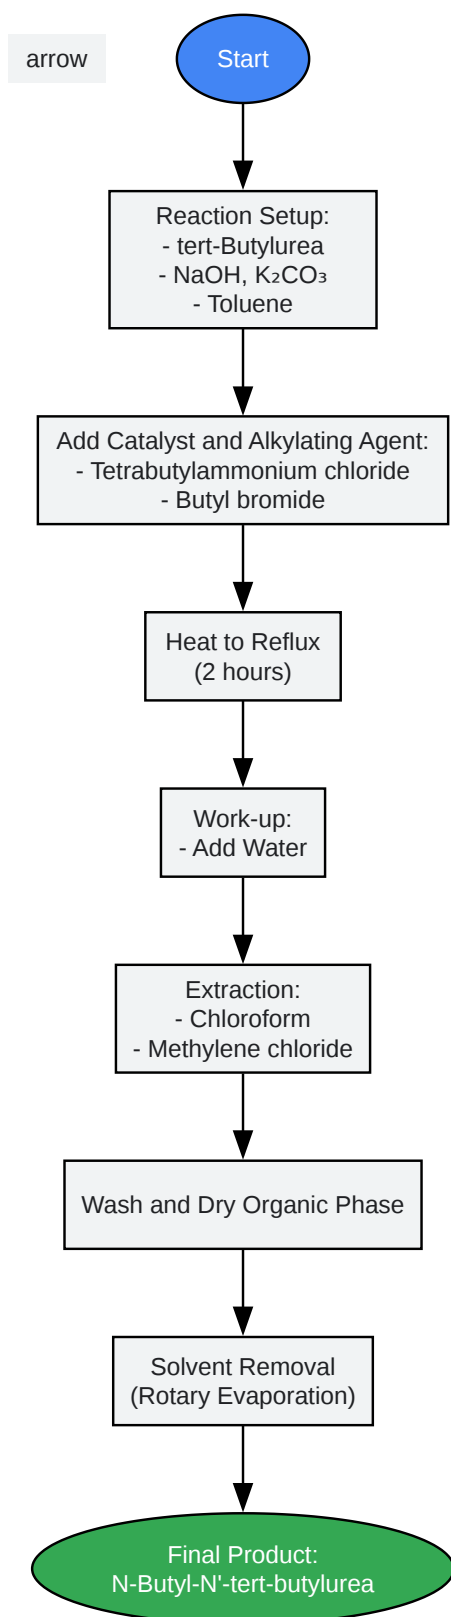 arrow
Start
Reaction Setup:
- tert-Butylurea
- NaOH, K₂CO₃
- Toluene
Add Catalyst and Alkylating Agent:
- Tetrabutylammonium chloride
- Butyl bromide
Heat to Reflux
(2 hours)
Work-up:
- Add Water
Extraction:
- Chloroform
- Methylene chloride
Wash and Dry Organic Phase
Solvent Removal
(Rotary Evaporation)
Final Product:
N-Butyl-N'-tert-butylurea